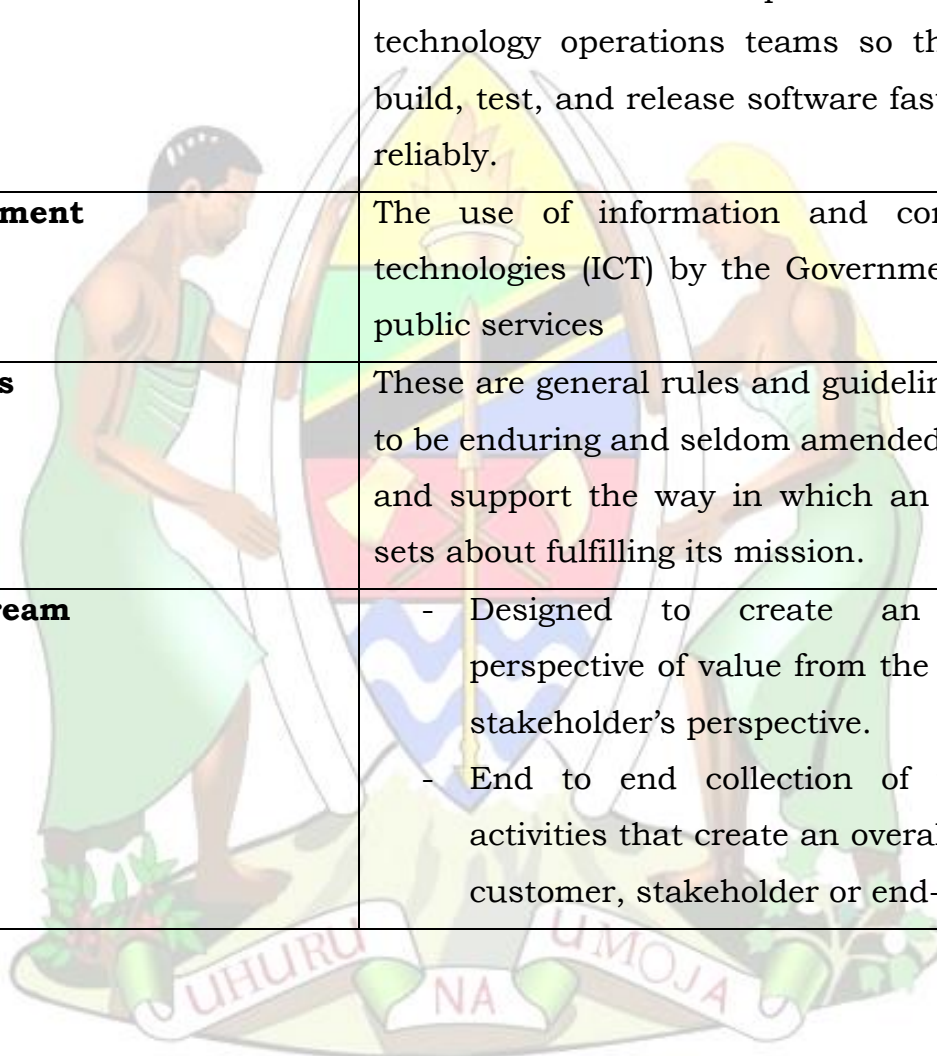 technology operations teams so th
build, test, and release software fas
reliably.
ment
The use of information and co
technologies (ICT) by the Governme
public services
s
These are general rules and guidelin
to be enduring and seldom amended
and support the way in which an
sets about fulfilling its mission.
ream
- Designed to create an
perspective of value from the
stakeholder’s perspective.
- End to end collection of
activities that create an overal
customer, stakeholder or end-
UHURU NA UMOJA